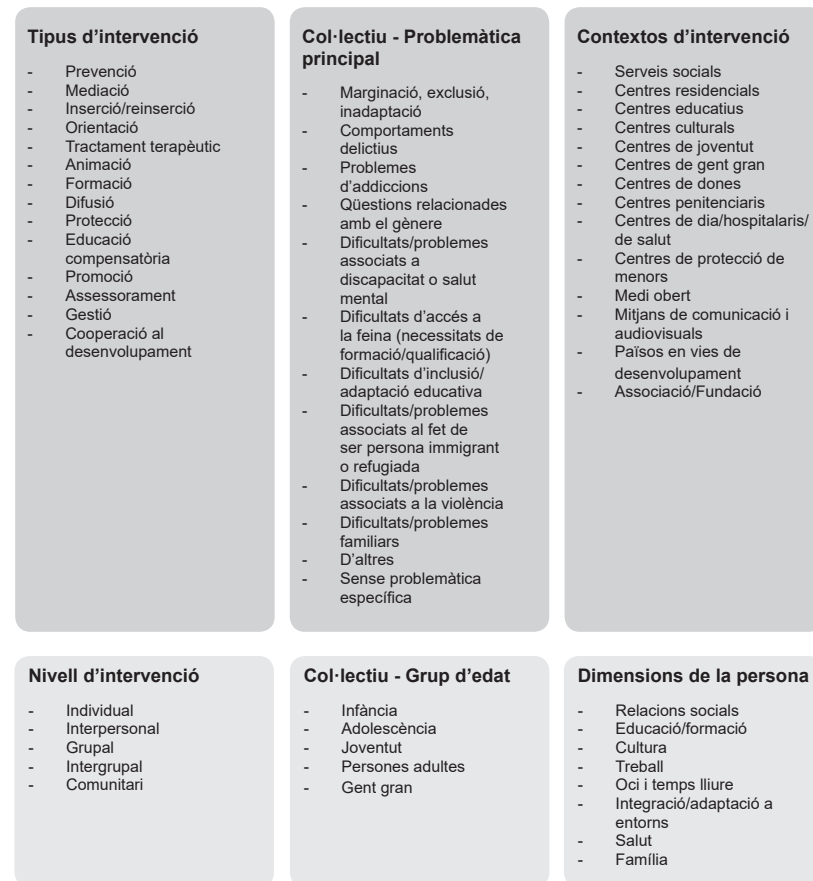 Tipus d’intervenció
- Prevenció
- Mediació
- Inserció/reinserció
- Orientació
- Tractament terapèutic
- Animació
- Formació
- Difusió
- Protecció
- Educació
compensatòria
- Promoció
- Assessorament
- Gestió
- Cooperació al
desenvolupament
Col·lectiu - Problemàtica
principal
- Marginació, exclusió,
inadaptació
- Comportaments
delictius
- Problemes
d’addiccions
- Qüestions relacionades
amb el gènere
- Dificultats/problemes
associats a
discapacitat o salut
mental
- Dificultats d’accés a
la feina (necessitats de
formació/qualificació)
- Dificultats d’inclusió/
adaptació educativa
- Dificultats/problemes
associats al fet de
ser persona immigrant
o refugiada
- Dificultats/problemes
associats a la violència
- Dificultats/problemes
familiars
- D’altres
- Sense problemàtica
específica
Contextos d’intervenció
- Serveis socials
- Centres residencials
- Centres educatius
- Centres culturals
- Centres de joventut
- Centres de gent gran
- Centres de dones
- Centres penitenciaris
- Centres de dia/hospitalaris/
de salut
- Centres de protecció de
menors
- Medi obert
- Mitjans de comunicació i
audiovisuals
- Països en vies de
desenvolupament
- Associació/Fundació
Nivell d’intervenció
- Individual
- Interpersonal
- Grupal
- Intergrupal
- Comunitari
Col·lectiu - Grup d’edat
- Infància
- Adolescència
- Joventut
- Persones adultes
- Gent gran
Dimensions de la persona
- Relacions socials
- Educació/formació
- Cultura
- Treball
- Oci i temps lliure
- Integració/adaptació a
entorns
- Salut
- Família